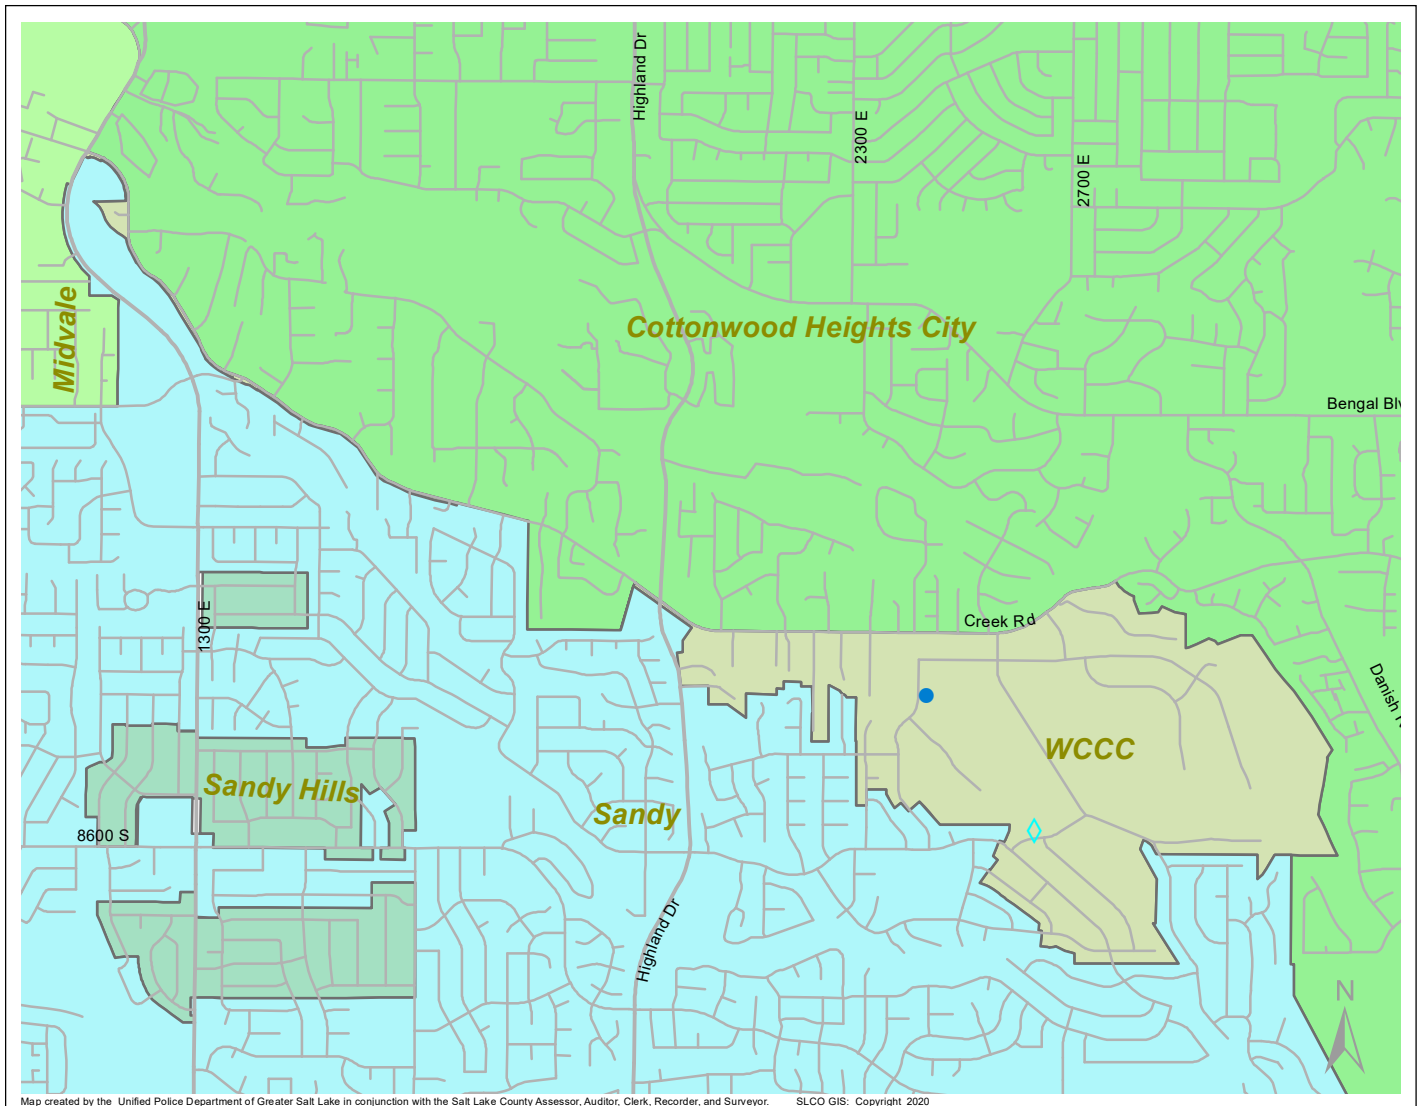 Highland Dr
2300 E
2700 E
Midvale
Cottonwood Heights City
Bengal Blv
1300 E
Creek Rd
Danish R
WCCC
Sandy Hills
Sandy
8600 S
Highland Dr
N
Map created by the Unified Police Department of Greater Salt Lake in conjunction with the Salt Lake County Assessor, Auditor, Clerk, Recorder, and Surveyor. SLCO GIS: Copyright 2020